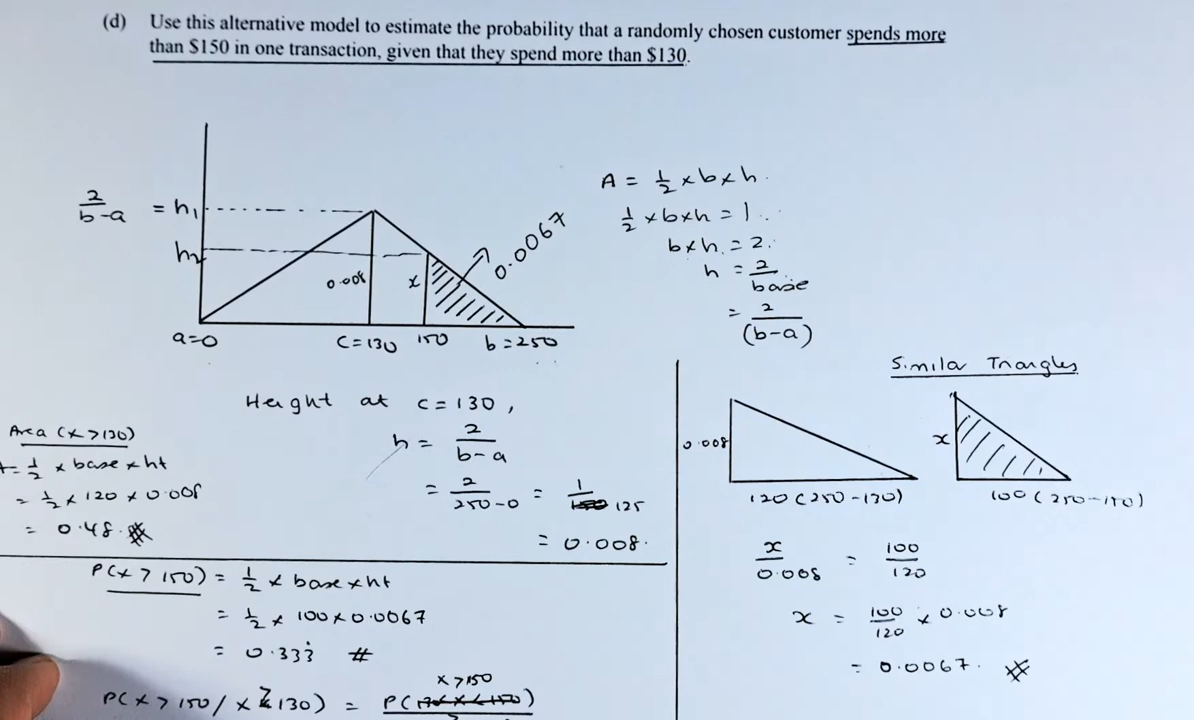 (d) Use this alternative model to estimate the probability that a randomly chosen customer spends more
than $150 in one transaction, given that they spend more than $130.
2/b-a = h₁
h₂
0.008
x
0.0067
a=0
C=130
150
b=250
A = 1/2 × b × h.
1/2 × b × h = 1..
b × h. = 2.
h = 2/base
= 2/(b-a)
Height at c = 130,
h = 2/b-a
= 2/250-0 = 1/125
= 0.008.
Area (x > 130)
= 1/2 × base × ht
= 1/2 × 120 × 0.008
= 0.48. #
P(x > 150) = 1/2 × base × ht
= 1/2 × 100 × 0.0067
= 0.333̇ #
P(x > 150 / x > 130) = P(x > 150)
Similar Triangles
0.008
120 (250-130)
x
100 (250-150)
x/0.008 = 100/120
x = 100/120 × 0.008
= 0.0067. #